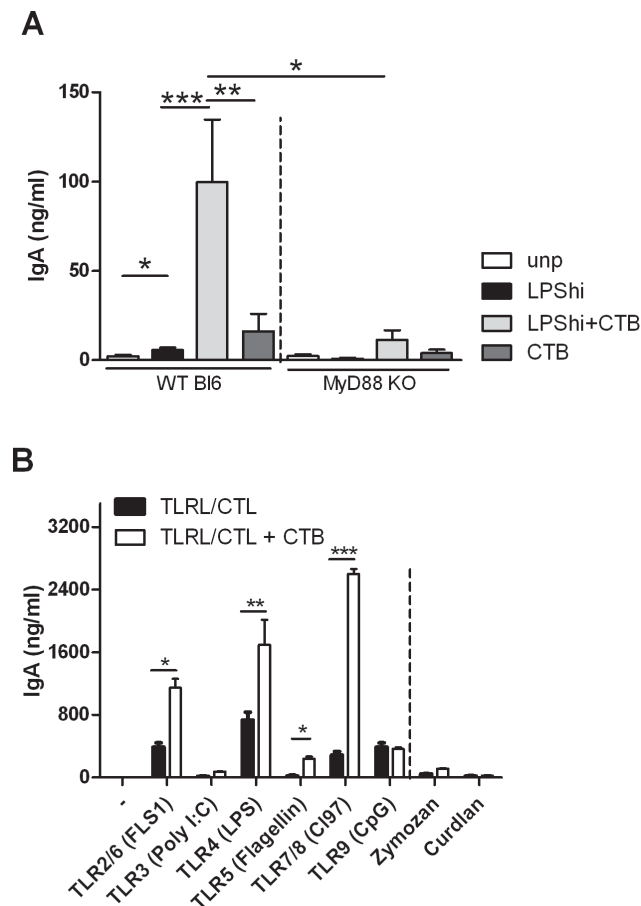 A
*
***
**
*
150
100
50
0
IgA (ng/ml)
WT Bl6
MyD88 KO
unp
LPShi
LPShi+CTB
CTB
B
TLRL/CTL
TLRL/CTL + CTB
3200
2400
1600
800
0
IgA (ng/ml)
*
**
*
***
-
TLR2/6 (FLS1)
TLR3 (Poly I:C)
TLR4 (LPS)
TLR5 (Flagellin)
TLR7/8 (Cl97)
TLR9 (CpG)
Zymozan
Curdlan